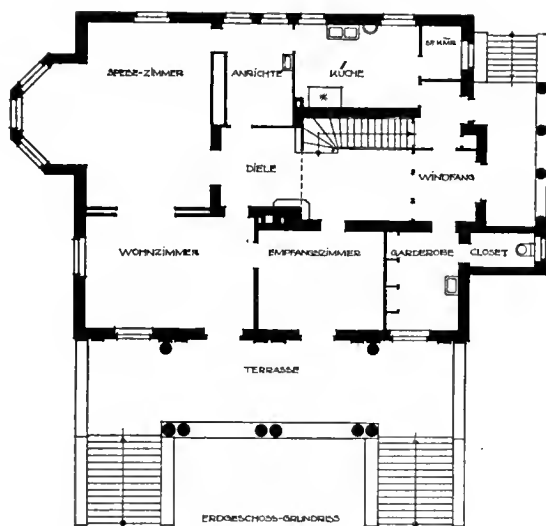 SPEISE-ZIMMER
ANRICHTE
KÜCHE
DIELE
WINDFANG
WOHNZIMMER
EMPFANGSZIMMER
GARDEROBE
CLOSET
TERRASSE
ERDGESCHOSS-GRUNDRISS